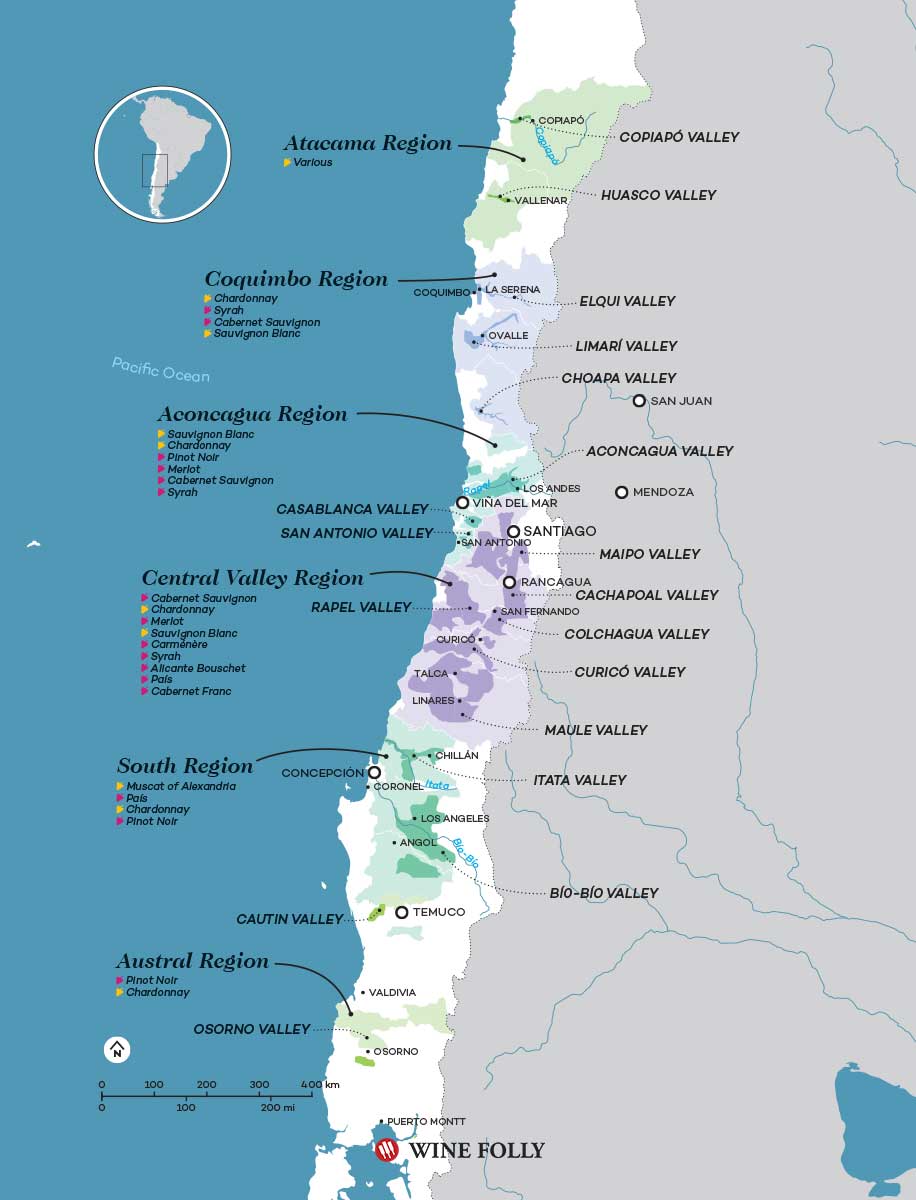 COPIAPÓ
Copiapó
COPIAPÓ VALLEY
Atacama Region
Various
HUASCO VALLEY
VALLENAR
Coquimbo Region
Chardonnay
Syrah
Cabernet Sauvignon
Sauvignon Blanc
COQUIMBO
LA SERENA
ELQUI VALLEY
OVALLE
LIMARÍ VALLEY
Pacific Ocean
CHOAPA VALLEY
SAN JUAN
Aconcagua Region
Sauvignon Blanc
Chardonnay
Pinot Noir
Merlot
Cabernet Sauvignon
Syrah
ACONCAGUA VALLEY
Rapel
LOS ANDES
MENDOZA
VIÑA DEL MAR
CASABLANCA VALLEY
SAN ANTONIO VALLEY
SANTIAGO
SAN ANTONIO
MAIPO VALLEY
Central Valley Region
Cabernet Sauvignon
Chardonnay
Merlot
Sauvignon Blanc
Carménère
Syrah
Alicante Bouschet
País
Cabernet Franc
RANCAGUA
CACHAPOAL VALLEY
RAPEL VALLEY
SAN FERNANDO
COLCHAGUA VALLEY
CURICÓ
CURICÓ VALLEY
TALCA
LINARES
MAULE VALLEY
South Region
Muscat of Alexandria
País
Chardonnay
Pinot Noir
CHILLÁN
CONCEPCIÓN
ITATA VALLEY
CORONEL
Itata
LOS ANGELES
ANGOL
Bío-Bío
BÍO-BÍO VALLEY
CAUTIN VALLEY
TEMUCO
Austral Region
Pinot Noir
Chardonnay
VALDIVIA
OSORNO VALLEY
OSORNO
N
0 100 200 300 400 km
0 100 200 mi
PUERTO MONTT
WINE FOLLY